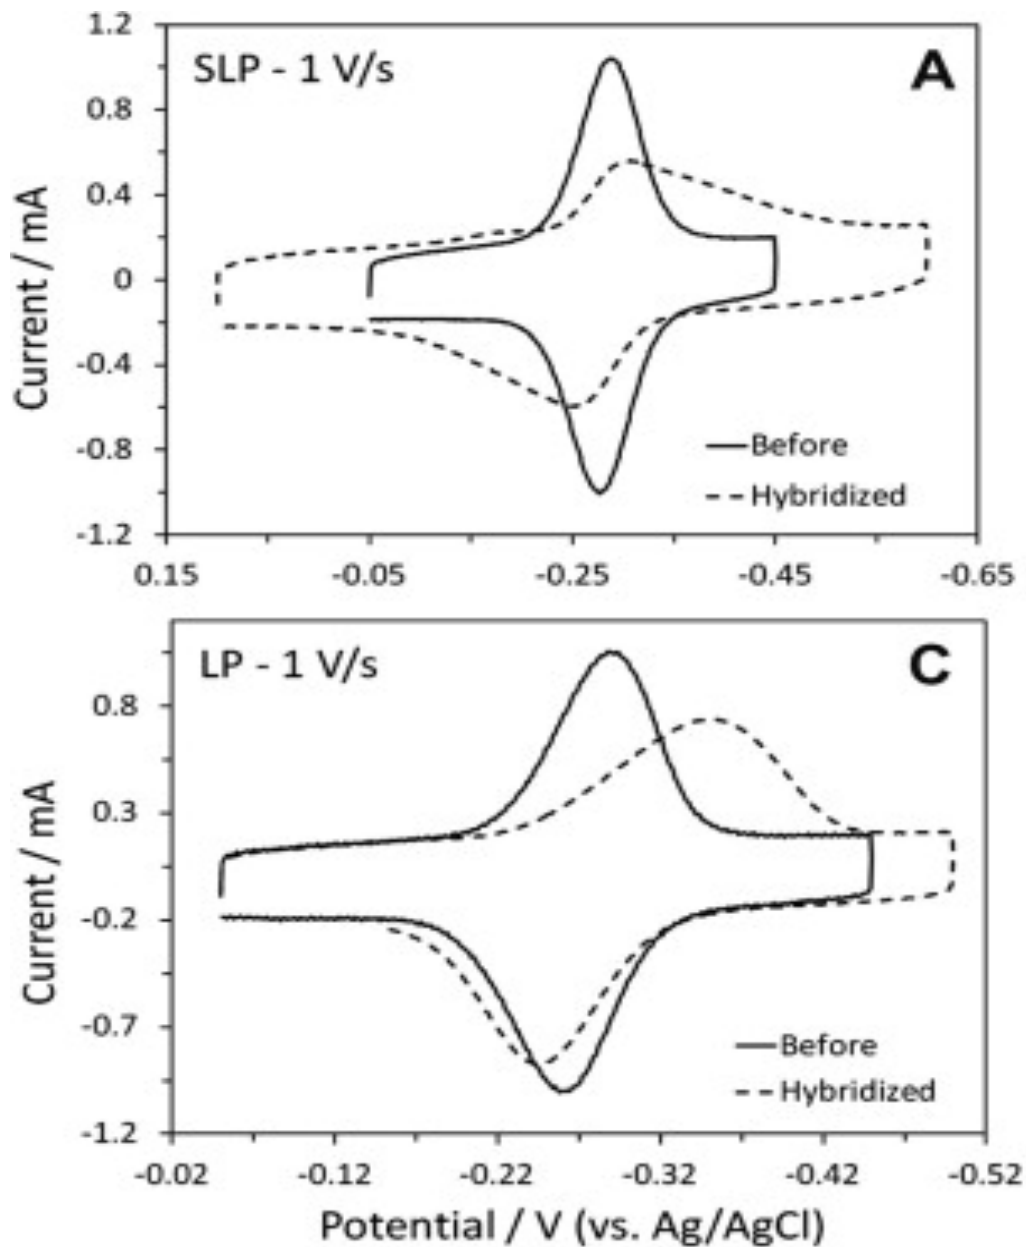 1.2
SLP - 1 V/s
A
0.8
0.4
0
-0.4
-0.8
-1.2
Current / mA
Before
Hybridized
0.15
-0.05
-0.25
-0.45
-0.65
LP - 1 V/s
C
0.8
0.3
-0.2
-0.7
-1.2
Current / mA
Before
Hybridized
-0.02
-0.12
-0.22
-0.32
-0.42
-0.52
Potential / V (vs. Ag/AgCl)